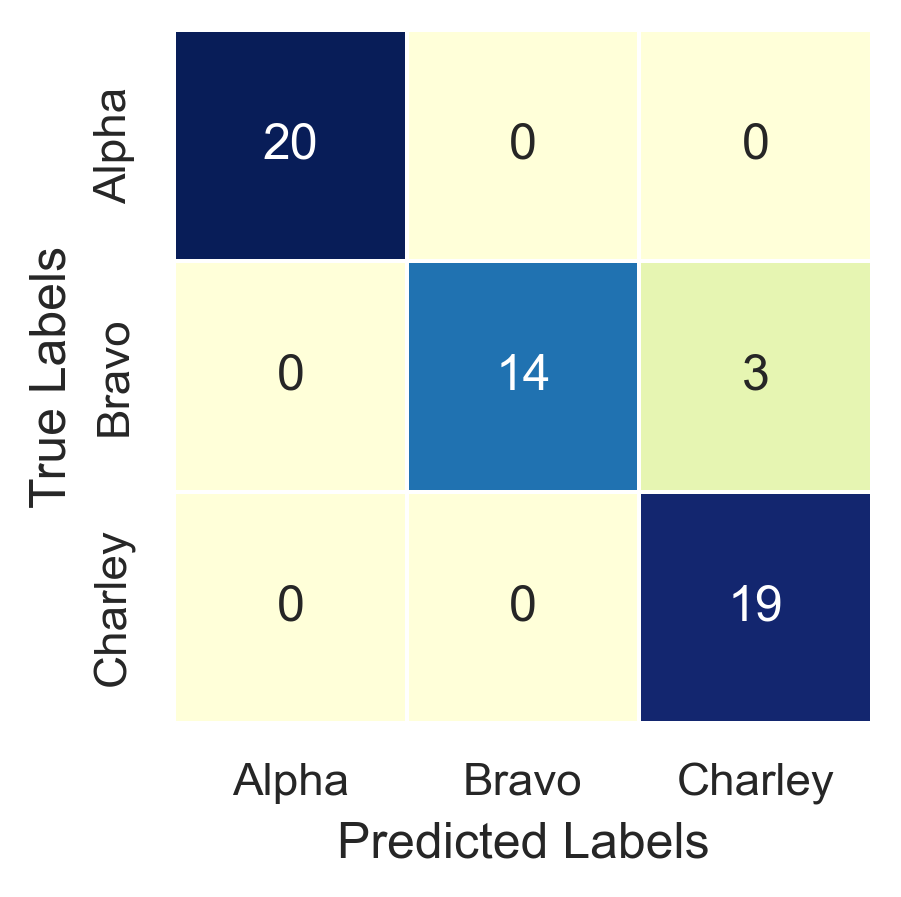 True Labels
Alpha
20 0 0
Bravo
0 14 3
Charley
0 0 19
Alpha Bravo Charley
Predicted Labels